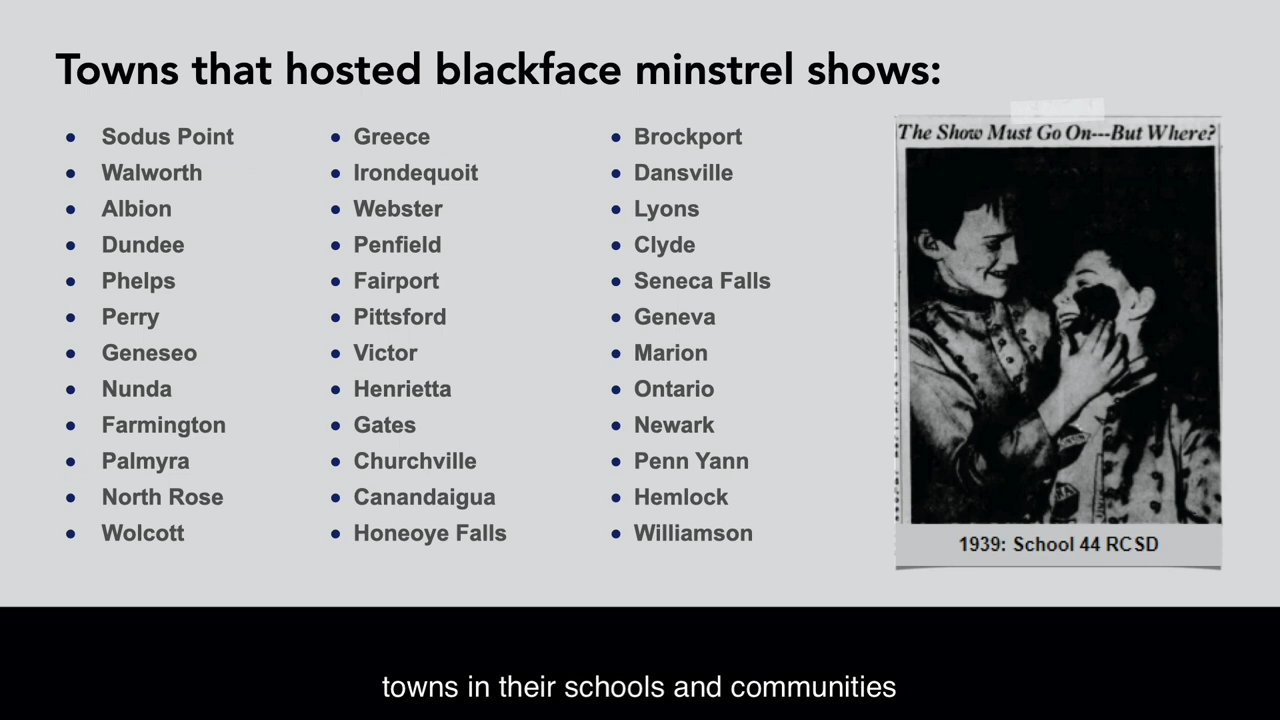 Towns that hosted blackface minstrel shows:
Sodus Point
Walworth
Albion
Dundee
Phelps
Perry
Geneseo
Nunda
Farmington
Palmyra
North Rose
Wolcott
Greece
Irondequoit
Webster
Penfield
Fairport
Pittsford
Victor
Henrietta
Gates
Churchville
Canandaigua
Honeoye Falls
Brockport
Dansville
Lyons
Clyde
Seneca Falls
Geneva
Marion
Ontario
Newark
Penn Yann
Hemlock
Williamson
The Show Must Go On---But Where?
1939: School 44 RCSD
towns in their schools and communities